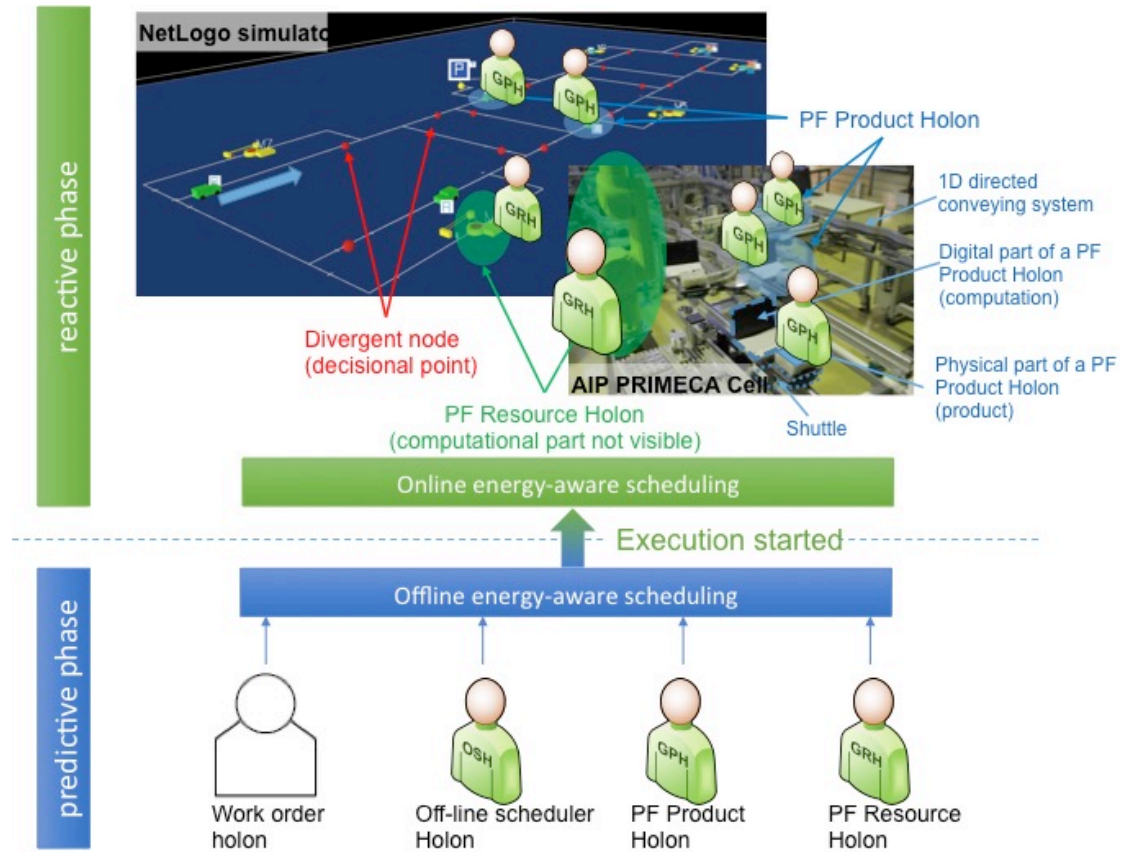 NetLogo simulato
P
GPH
GPH
GRH
GPH
GPH
GRH
GPH
AIP PRIMECA Cell
PF Product Holon
1D directed
conveying system
Digital part of a PF
Product Holon
(computation)
Physical part of a PF
Product Holon
(product)
Shuttle
Divergent node
(decisional point)
PF Resource Holon
(computational part not visible)
reactive phase
Online energy-aware scheduling
Execution started
Offline energy-aware scheduling
predictive phase
OSH
GPH
GRH
Work order
holon
Off-line scheduler
Holon
PF Product
Holon
PF Resource
Holon